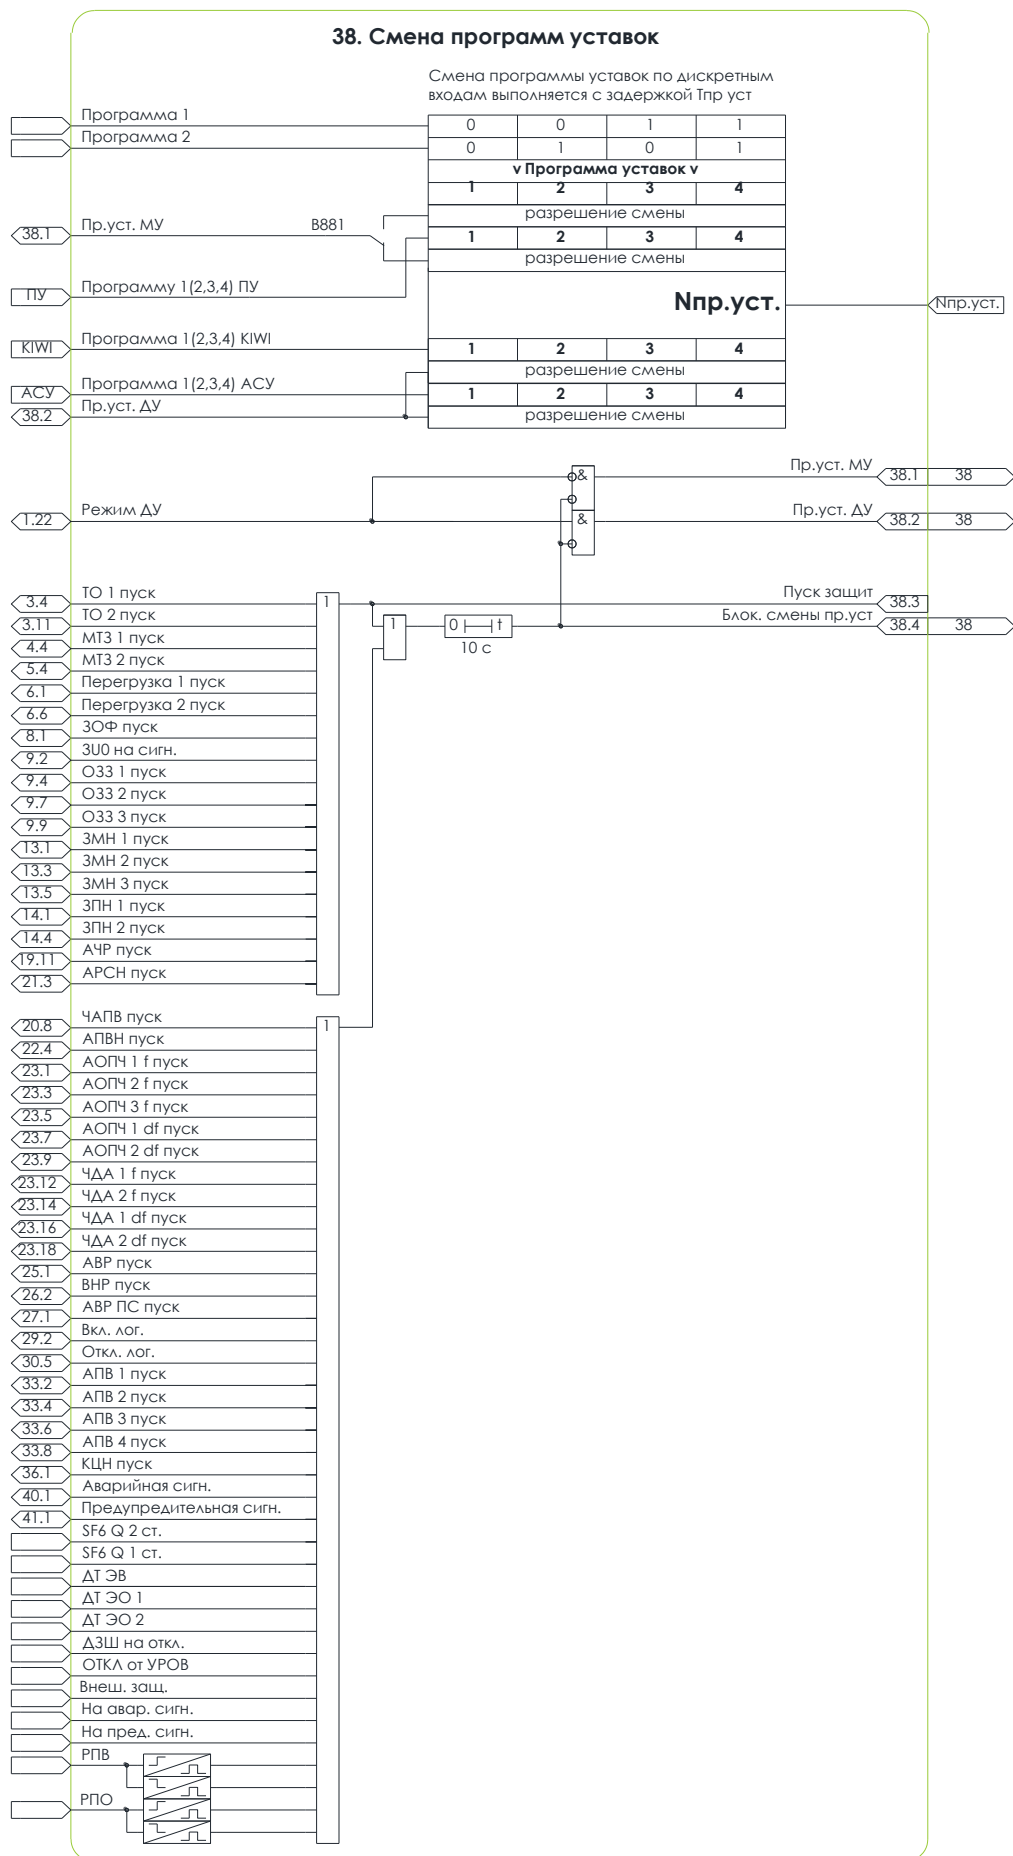 38. Смена программ уставок
Смена программы уставок по дискретным
входам выполняется с задержкой Тпр уст
Программа 1
0 0 1 1
Программа 2
0 1 0 1
v Программа уставок v
1 2 3 4
разрешение смены
38.1 Пр.уст. МУ B881
1 2 3 4
разрешение смены
ПУ Программу 1(2,3,4) ПУ
Nпр.уст. Nпр.уст.
KIWI Программа 1(2,3,4) KIWI
1 2 3 4
разрешение смены
АСУ Программа 1(2,3,4) АСУ
1 2 3 4
38.2 Пр.уст. ДУ
разрешение смены
& Пр.уст. МУ 38.1 38
1.22 Режим ДУ & Пр.уст. ДУ 38.2 38
3.4 ТО 1 пуск 1 Пуск защит 38.3
3.11 ТО 2 пуск 1 0 t Блок. смены пр.уст 38.4 38
10 с
4.4 МТЗ 1 пуск
5.4 МТЗ 2 пуск
6.1 Перегрузка 1 пуск
6.6 Перегрузка 2 пуск
8.1 ЗОФ пуск
9.2 3U0 на сигн.
9.4 ОЗЗ 1 пуск
9.7 ОЗЗ 2 пуск
9.9 ОЗЗ 3 пуск
13.1 ЗМН 1 пуск
13.3 ЗМН 2 пуск
13.5 ЗМН 3 пуск
14.1 ЗПН 1 пуск
14.4 ЗПН 2 пуск
19.11 АЧР пуск
21.3 АРСН пуск
20.8 ЧАПВ пуск 1
22.4 АПВН пуск
23.1 АОПЧ 1 f пуск
23.3 АОПЧ 2 f пуск
23.5 АОПЧ 3 f пуск
23.7 АОПЧ 1 df пуск
23.9 АОПЧ 2 df пуск
23.12 ЧДА 1 f пуск
23.14 ЧДА 2 f пуск
23.16 ЧДА 1 df пуск
23.18 ЧДА 2 df пуск
25.1 АВР пуск
26.2 ВНР пуск
27.1 АВР ПС пуск
29.2 Вкл. лог.
30.5 Откл. лог.
33.2 АПВ 1 пуск
33.4 АПВ 2 пуск
33.6 АПВ 3 пуск
33.8 АПВ 4 пуск
36.1 КЦН пуск
40.1 Аварийная сигн.
41.1 Предупредительная сигн.
SF6 Q 2 ст.
SF6 Q 1 ст.
ДТ ЭВ
ДТ ЭО 1
ДТ ЭО 2
ДЗШ на откл.
ОТКЛ от УРОВ
Внеш. защ.
На авар. сигн.
На пред. сигн.
РПВ
РПО